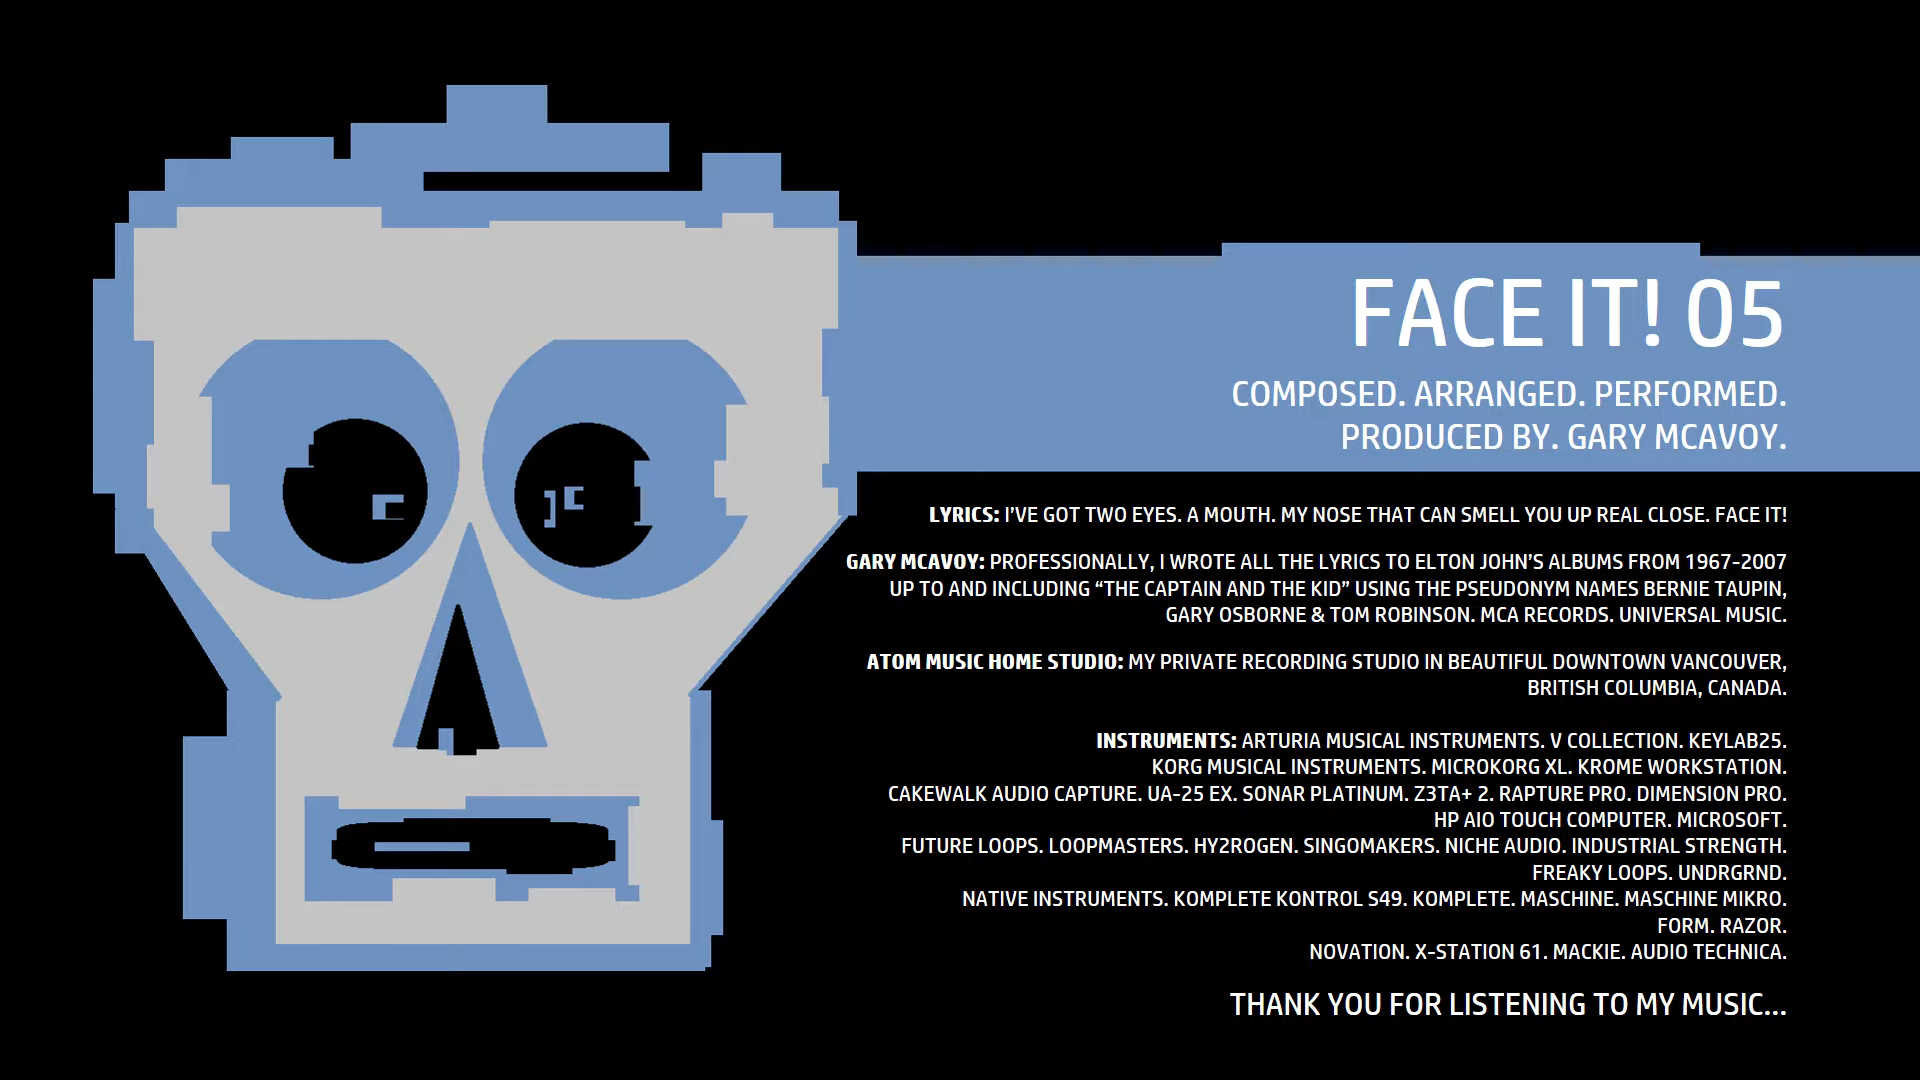 FACE IT! 05
COMPOSED. ARRANGED. PERFORMED.
PRODUCED BY. GARY MCAVOY.
LYRICS: I’VE GOT TWO EYES. A MOUTH. MY NOSE THAT CAN SMELL YOU UP REAL CLOSE. FACE IT!
GARY MCAVOY: PROFESSIONALLY, I WROTE ALL THE LYRICS TO ELTON JOHN’S ALBUMS FROM 1967-2007
UP TO AND INCLUDING “THE CAPTAIN AND THE KID” USING THE PSEUDONYM NAMES BERNIE TAUPIN,
GARY OSBORNE & TOM ROBINSON. MCA RECORDS. UNIVERSAL MUSIC.
ATOM MUSIC HOME STUDIO: MY PRIVATE RECORDING STUDIO IN BEAUTIFUL DOWNTOWN VANCOUVER,
BRITISH COLUMBIA, CANADA.
INSTRUMENTS: ARTURIA MUSICAL INSTRUMENTS. V COLLECTION. KEYLAB25.
KORG MUSICAL INSTRUMENTS. MICROKORG XL. KROME WORKSTATION.
CAKEWALK AUDIO CAPTURE. UA-25 EX. SONAR PLATINUM. Z3TA+ 2. RAPTURE PRO. DIMENSION PRO.
HP AIO TOUCH COMPUTER. MICROSOFT.
FUTURE LOOPS. LOOPMASTERS. HY2ROGEN. SINGOMAKERS. NICHE AUDIO. INDUSTRIAL STRENGTH.
FREAKY LOOPS. UNDRGRND.
NATIVE INSTRUMENTS. KOMPLETE KONTROL S49. KOMPLETE. MASCHINE. MASCHINE MIKRO.
FORM. RAZOR.
NOVATION. X-STATION 61. MACKIE. AUDIO TECHNICA.
THANK YOU FOR LISTENING TO MY MUSIC...